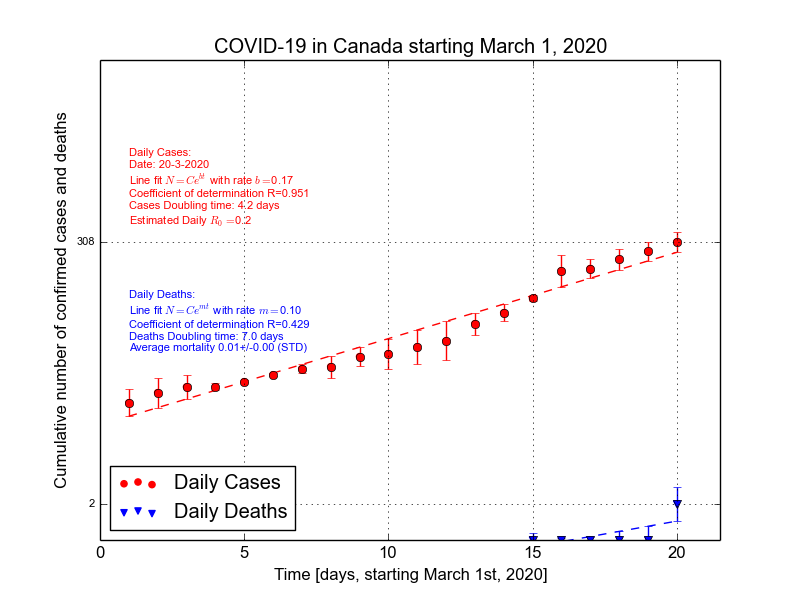 COVID-19 in Canada starting March 1, 2020
Cumulative number of confirmed cases and deaths
308
2
Daily Cases:
Date: 20-3-2020
Line fit N=Ce^{bt} with rate b=0.17
Coefficient of determination R=0.951
Cases Doubling time: 4.2 days
Estimated Daily R_0=0.2
Daily Deaths:
Line fit N=Ce^{mt} with rate m=0.10
Coefficient of determination R=0.429
Deaths Doubling time: 7.0 days
Average mortality 0.01+/-0.00 (STD)
Daily Cases
Daily Deaths
0 5 10 15 20
Time [days, starting March 1st, 2020]